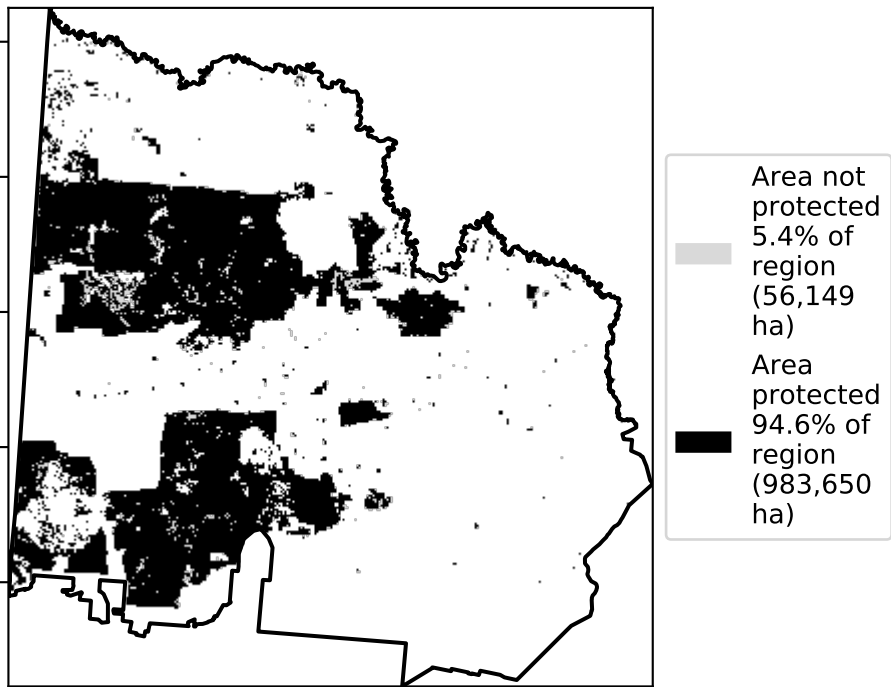 Area not
protected
5.4% of
region
(56,149
ha)
Area
protected
94.6% of
region
(983,650
ha)